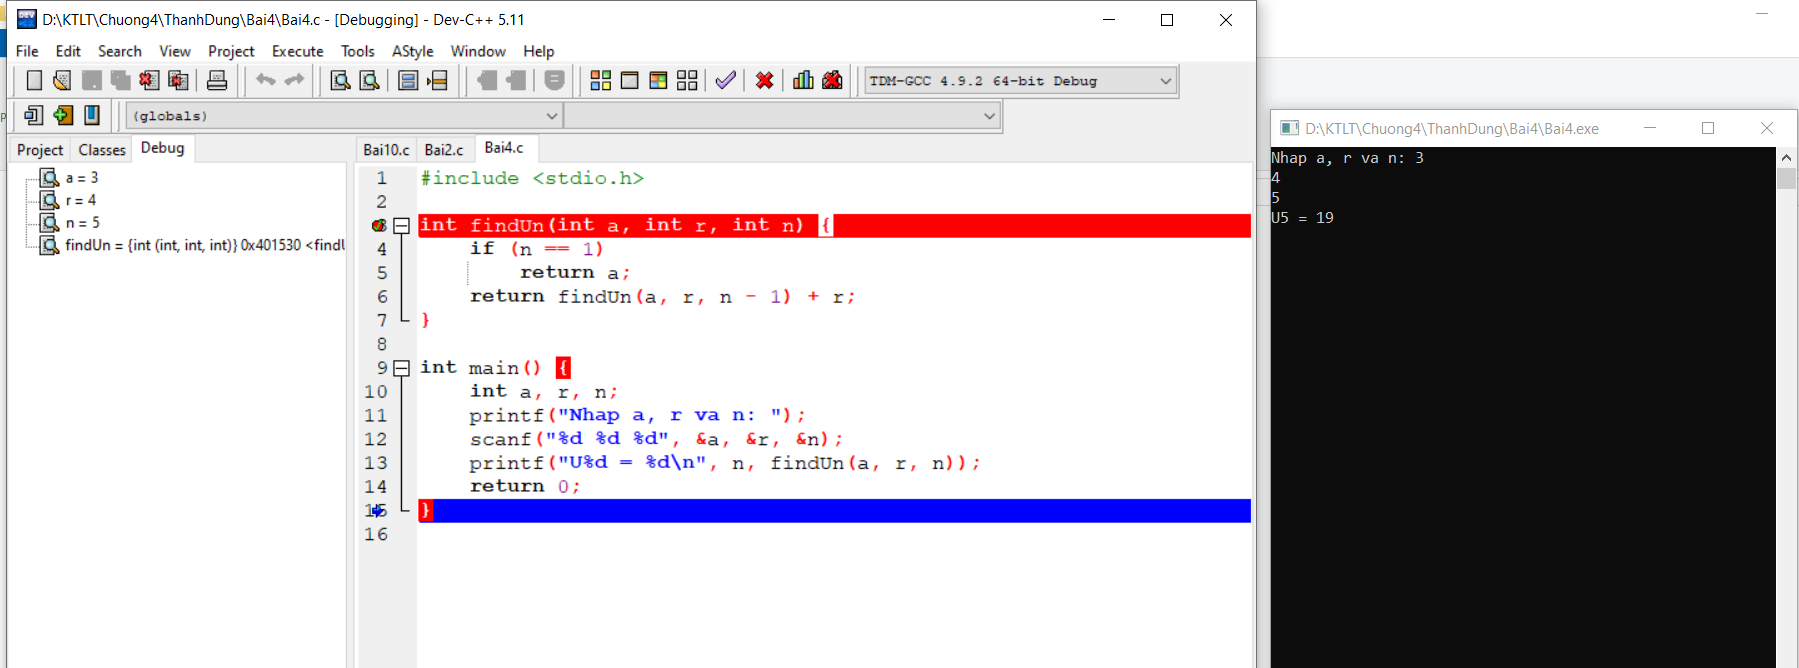 D:\KTLT\Chuong4\ThanhDung\Bai4\Bai4.c - [Debugging] - Dev-C++ 5.11
File Edit Search View Project Execute Tools AStyle Window Help
TDM-GCC 4.9.2 64-bit Debug
(globals)
Project Classes Debug
a = 3
r = 4
n = 5
findUn = {int (int, int, int)} 0x401530 <findU
Bai10.c Bai2.c Bai4.c
1 #include <stdio.h>
2
int findUn(int a, int r, int n) {
4 if (n == 1)
5 return a;
6 return findUn(a, r, n - 1) + r;
7 }
8
9 int main() {
10 int a, r, n;
11 printf("Nhap a, r va n: ");
12 scanf("%d %d %d", &a, &r, &n);
13 printf("U%d = %d\n", n, findUn(a, r, n));
14 return 0;
15 }
16
D:\KTLT\Chuong4\ThanhDung\Bai4\Bai4.exe
Nhap a, r va n: 3
4
5
U5 = 19